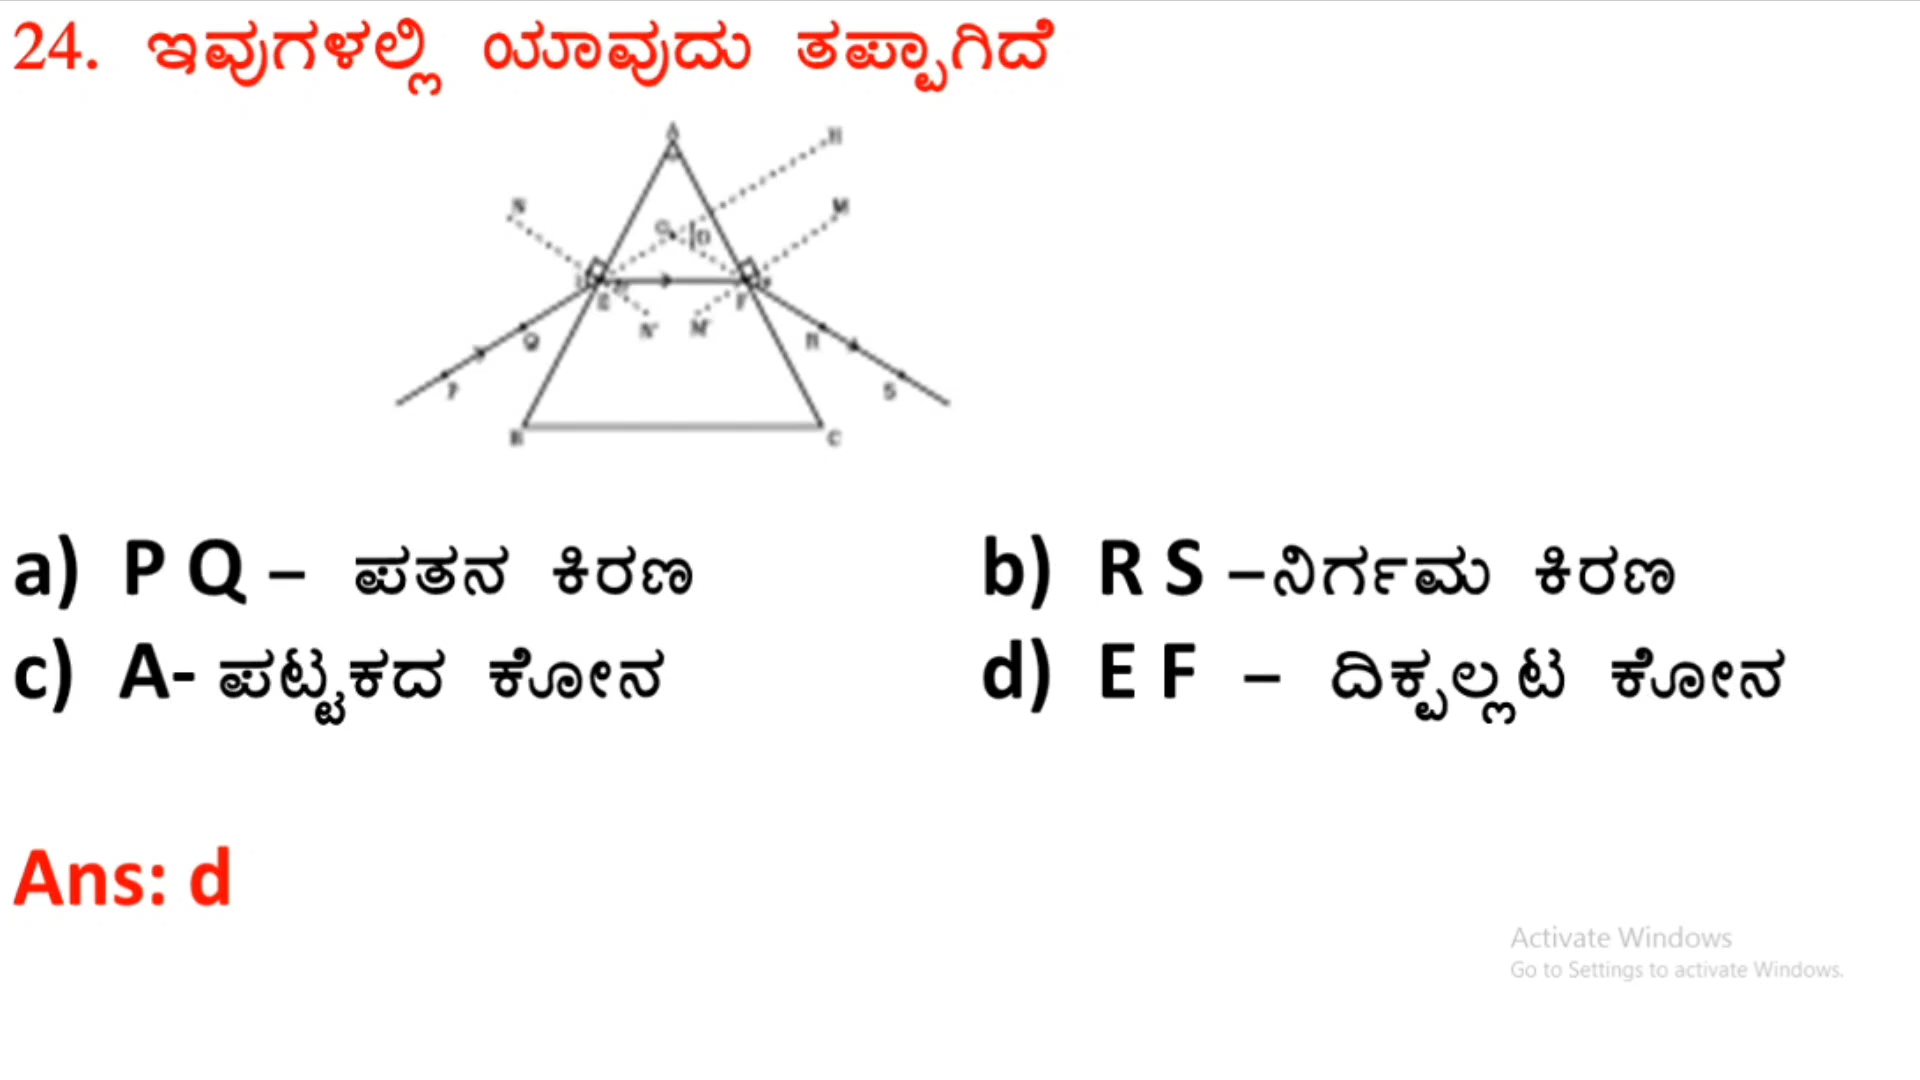 24. ಇವುಗಳಲ್ಲಿ ಯಾವುದು ತಪ್ಪಾಗಿದೆ
A
H
N
M
G
D
E
F
N'
M'
Q
R
P
S
B
C
a) P Q – ಪತನ ಕಿರಣ
b) R S –ನಿರ್ಗಮ ಕಿರಣ
c) A- ಪಟ್ಟಕದ ಕೋನ
d) E F – ದಿಕ್ಪಲ್ಲಟ ಕೋನ
Ans: d
Activate Windows
Go to Settings to activate Windows.